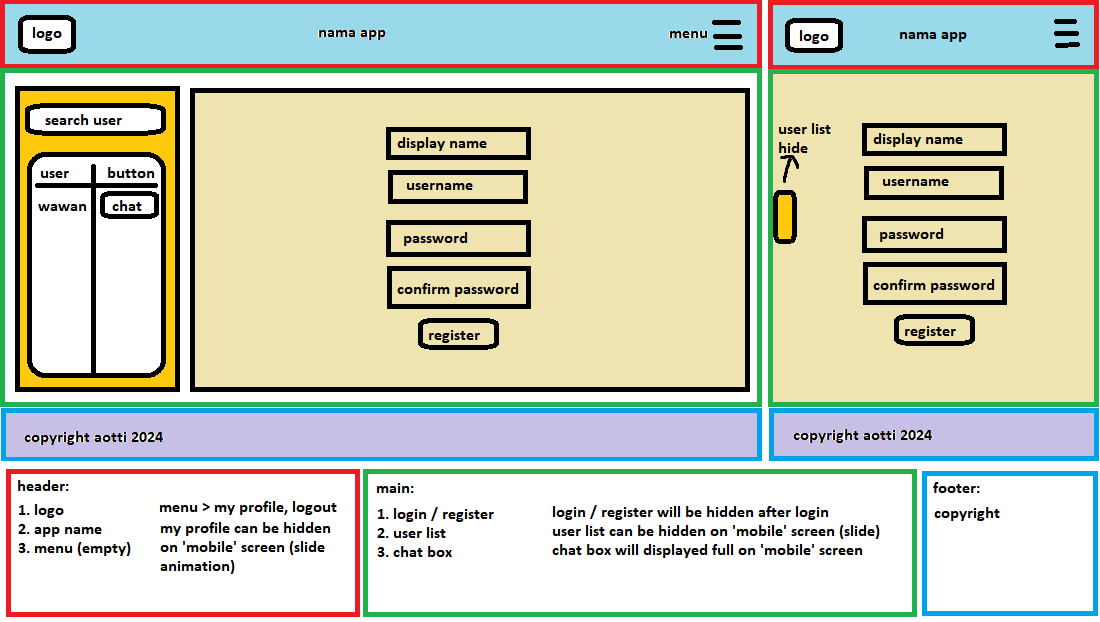 logo
nama app
menu
search user
user
button
wawan
chat
display name
username
password
confirm password
register
copyright aotti 2024
logo
nama app
user list
hide
display name
username
password
confirm password
register
copyright aotti 2024
header:
1. logo
2. app name
3. menu (empty)
menu > my profile, logout
my profile can be hidden
on 'mobile' screen (slide
animation)
main:
1. login / register
2. user list
3. chat box
login / register will be hidden after login
user list can be hidden on 'mobile' screen (slide)
chat box will displayed full on 'mobile' screen
footer:
copyright